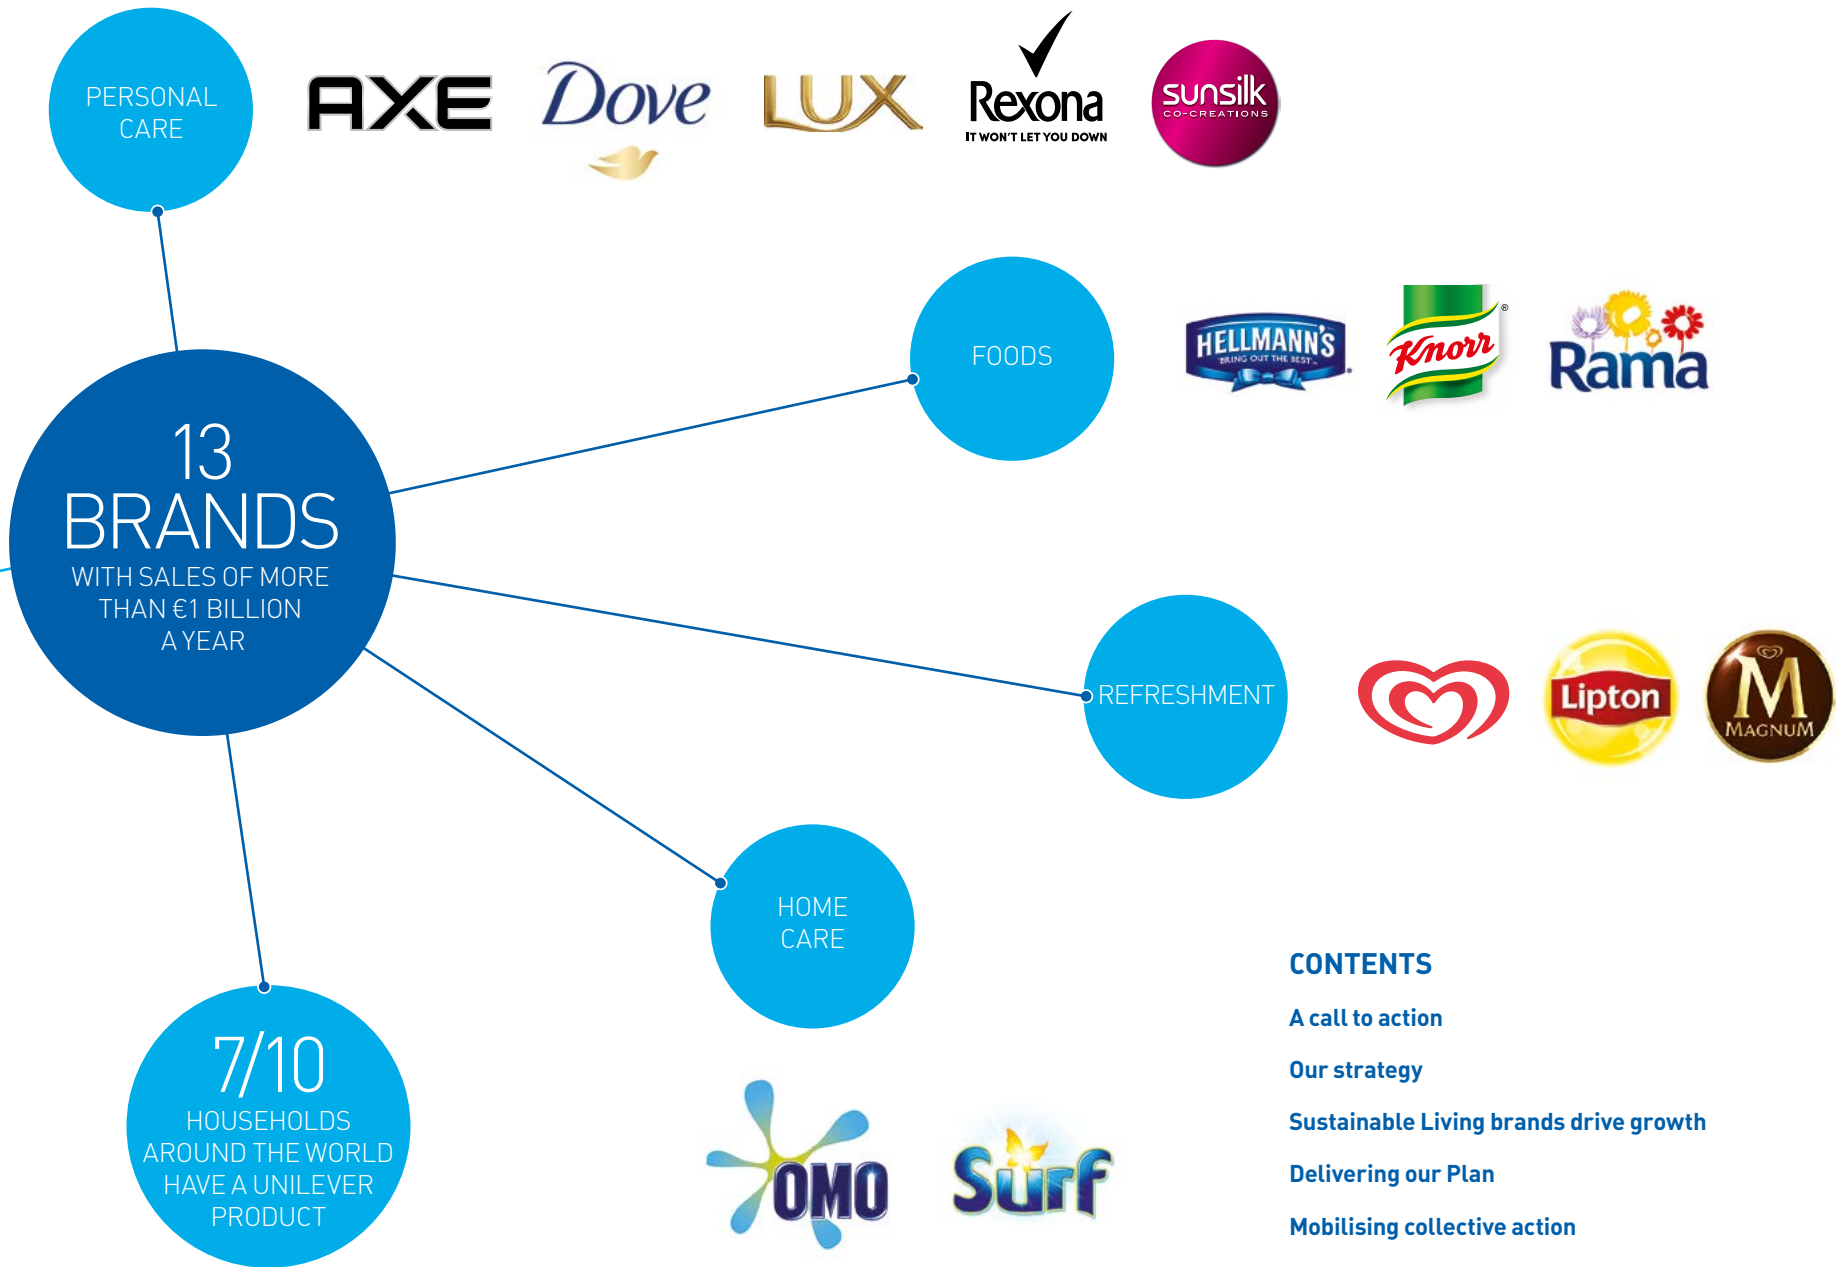 PERSONAL
CARE
AXE
Dove
LUX
Rexona
IT WON'T LET YOU DOWN
sunsilk
CO-CREATIONS
FOODS
HELLMANN'S
"BRING OUT THE BEST"™
Knorr
®
Rama
13
BRANDS
WITH SALES OF MORE
THAN €1 BILLION
A YEAR
REFRESHMENT
Lipton
M
MAGNUM
HOME
CARE
OMO
Surf
7/10
HOUSEHOLDS
AROUND THE WORLD
HAVE A UNILEVER
PRODUCT
CONTENTS
A call to action
Our strategy
Sustainable Living brands drive growth
Delivering our Plan
Mobilising collective action